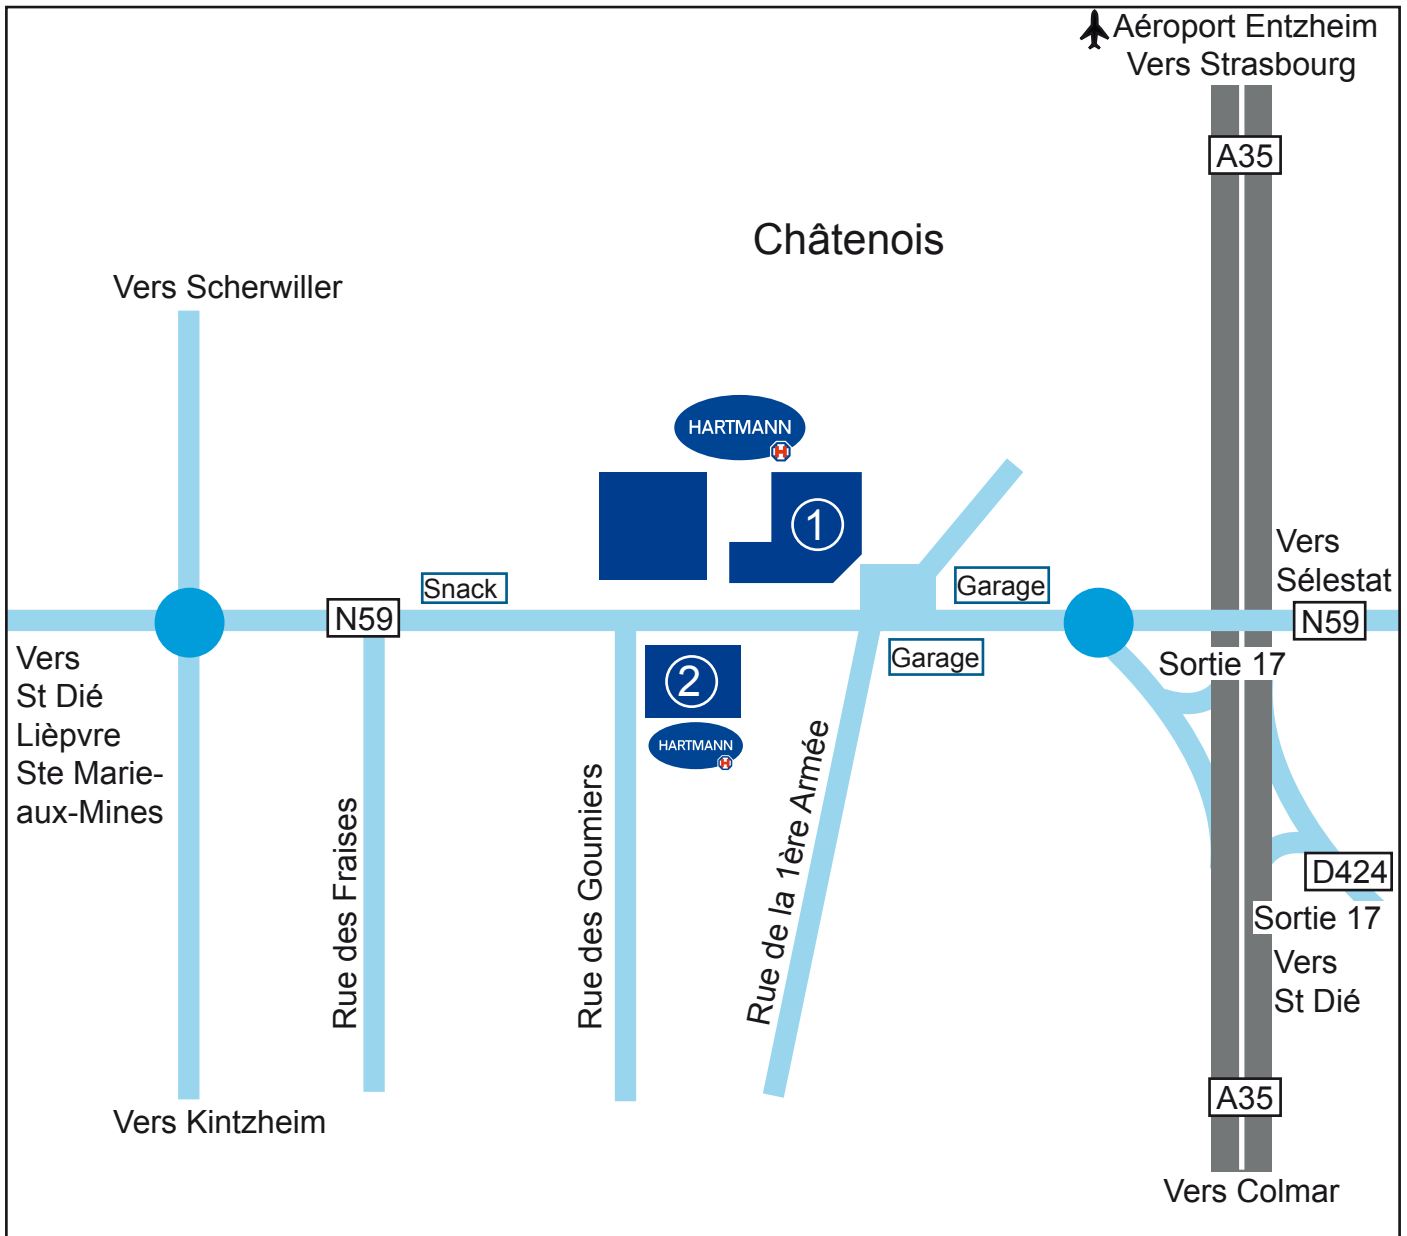 Aéroport Entzheim
Vers Strasbourg
A35
Châtenois
Vers Scherwiller
HARTMANN
H
1
Vers
Sélestat
Snack
Garage
N59
N59
Garage
Sortie 17
2
HARTMANN
H
Vers
St Dié
Lièpvre
Ste Marie-
aux-Mines
Rue des Fraises
Rue des Goumiers
Rue de la 1ère Armée
D424
Sortie 17
Vers
St Dié
A35
Vers Kintzheim
Vers Colmar